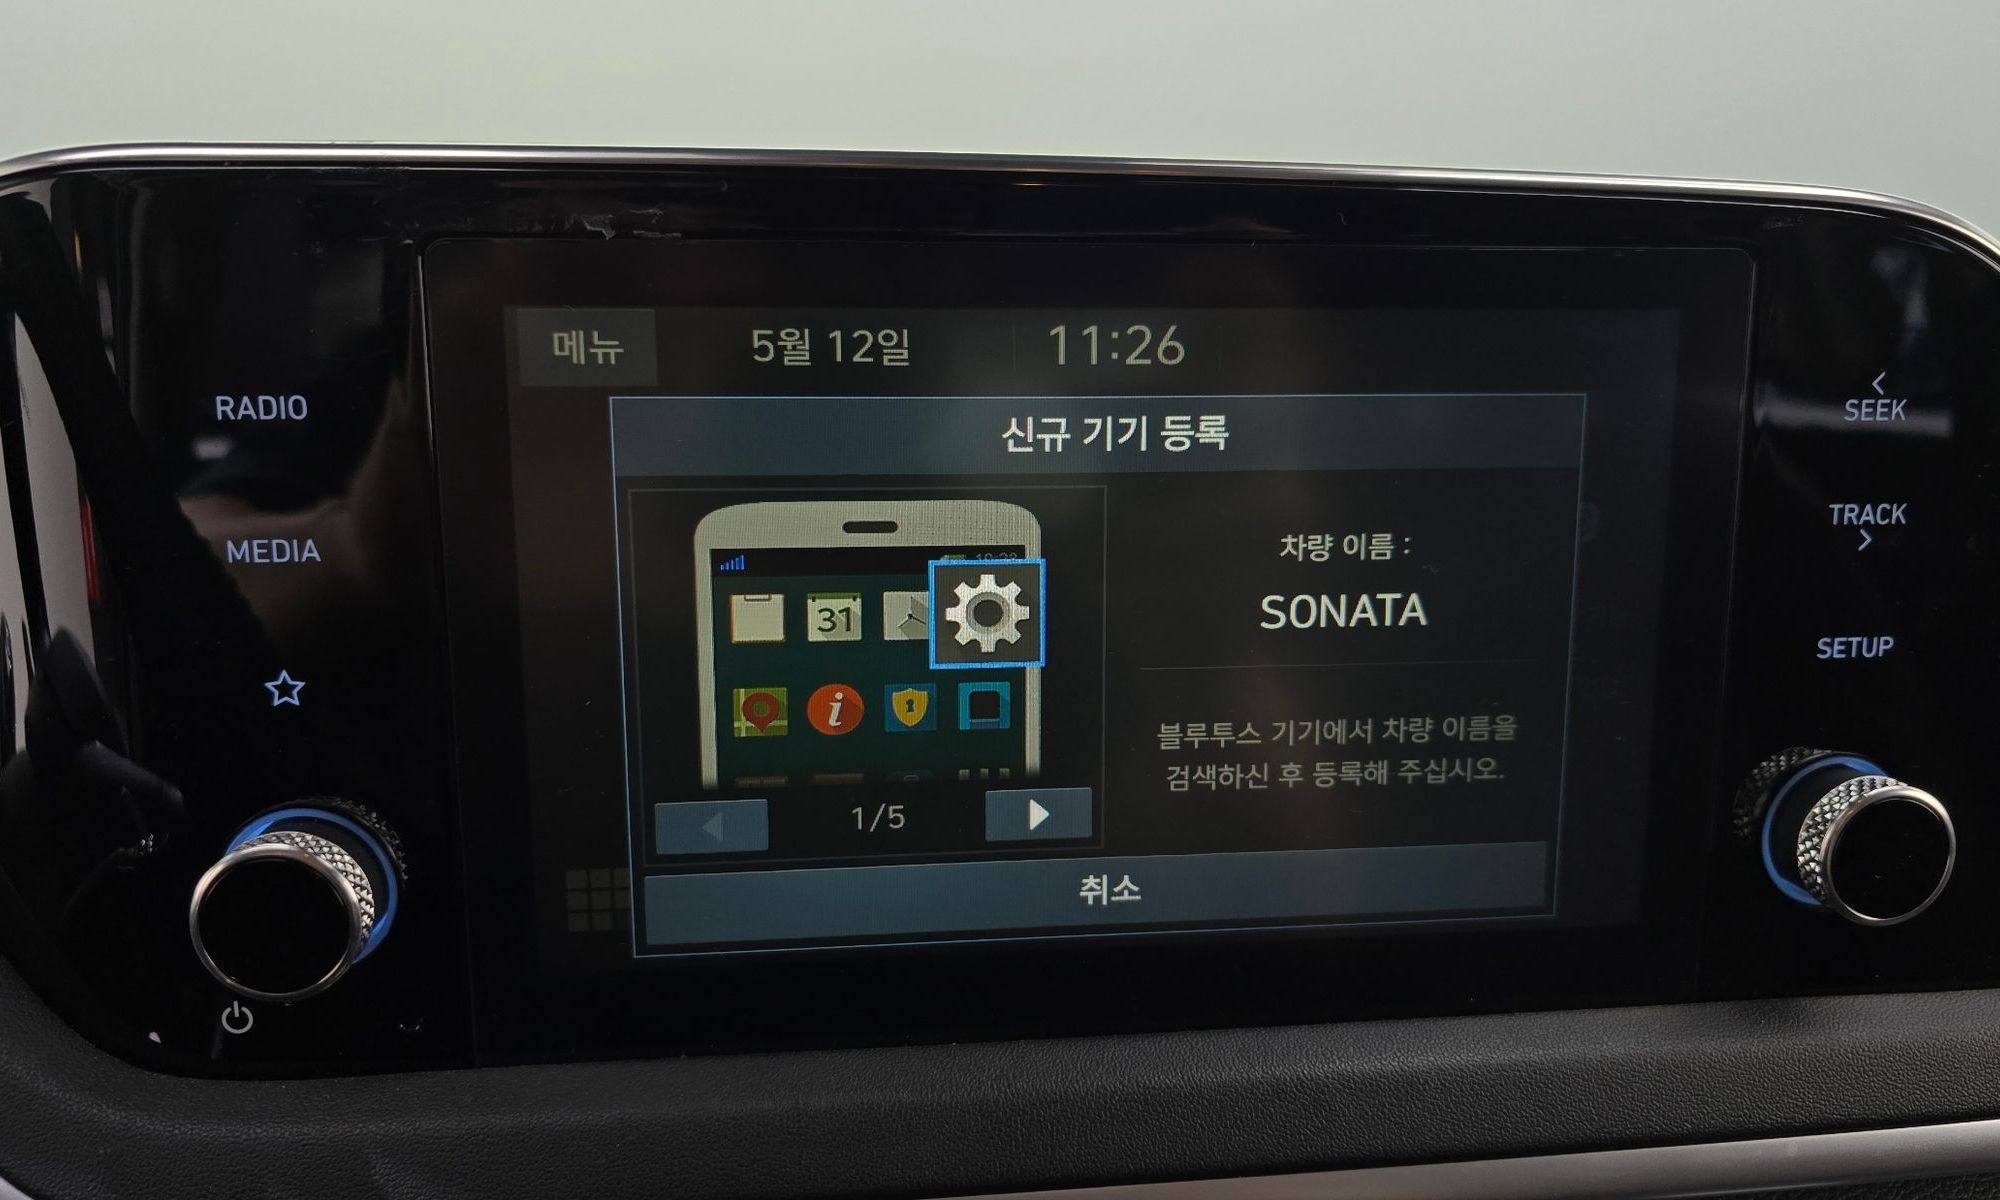 메뉴 5월 12일 11:26
신규 기기 등록
RADIO
MEDIA
31
i
차량 이름 :
SONATA
블루투스 기기에서 차량 이름을
검색하신 후 등록해 주십시오.
1/5
취소
SEEK
TRACK
SETUP